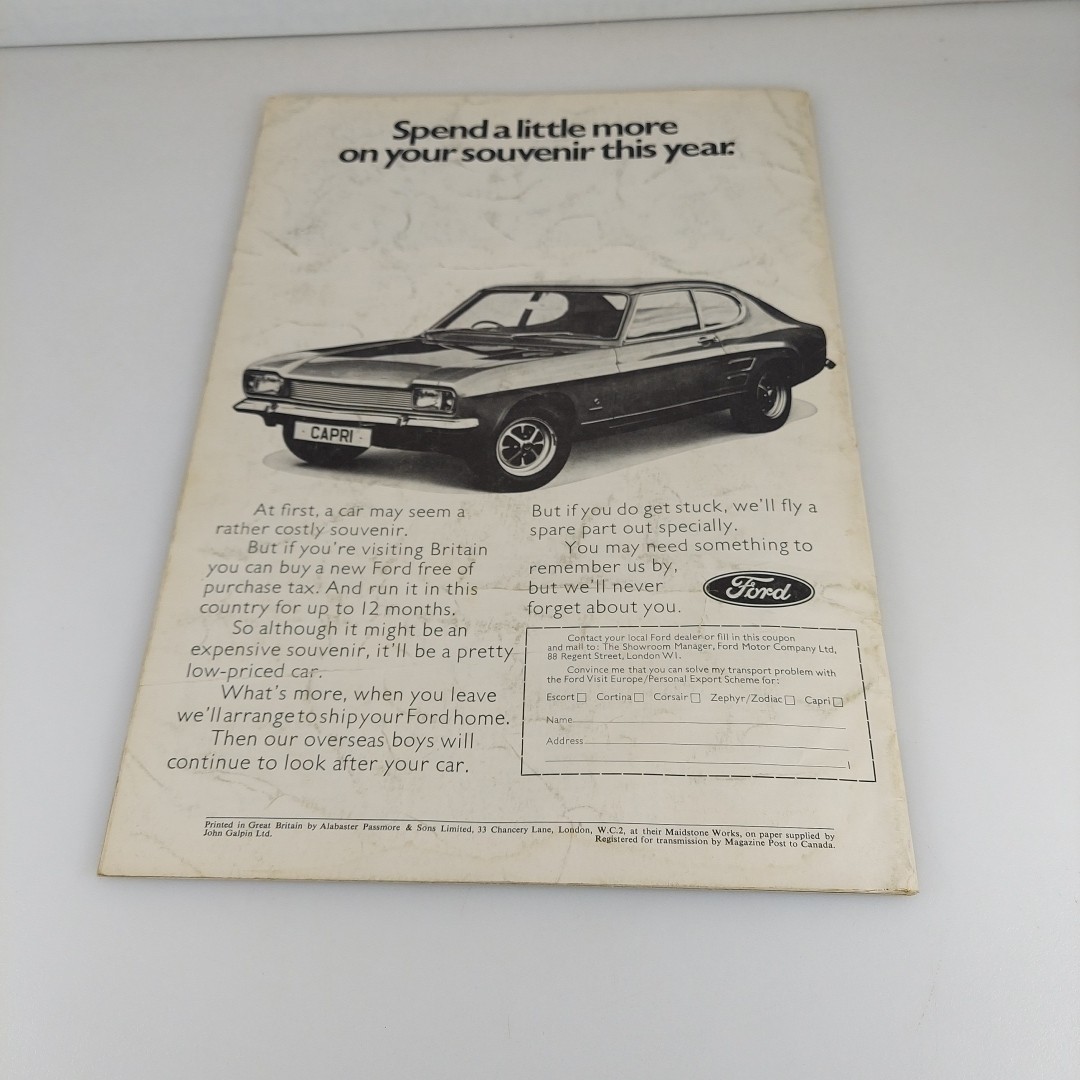 Spend a little more
on your souvenir this year.
CAPRI
At first, a car may seem a
rather costly souvenir.
But if you're visiting Britain
you can buy a new Ford free of
purchase tax. And run it in this
country for up to 12 months.
So although it might be an
expensive souvenir, it'll be a pretty
low-priced car.
What's more, when you leave
we'll arrange to ship your Ford home.
Then our overseas boys will
continue to look after your car.
But if you do get stuck, we'll fly a
spare part out specially.
You may need something to
remember us by,
but we'll never
forget about you.
Ford
Contact your local Ford dealer or fill in this coupon
and mail to: The Showroom Manager, Ford Motor Company Ltd,
88 Regent Street, London W1.
Convince me that you can solve my transport problem with
the Ford Visit Europe/Personal Export Scheme for:
Escort Cortina Corsair Zephyr/Zodiac Capri
Name
Address
Printed in Great Britain by Alabaster Passmore & Sons Limited, 33 Chancery Lane, London, W.C.2, at their Maidstone Works, on paper supplied by
John Galpin Ltd. Registered for transmission by Magazine Post to Canada.